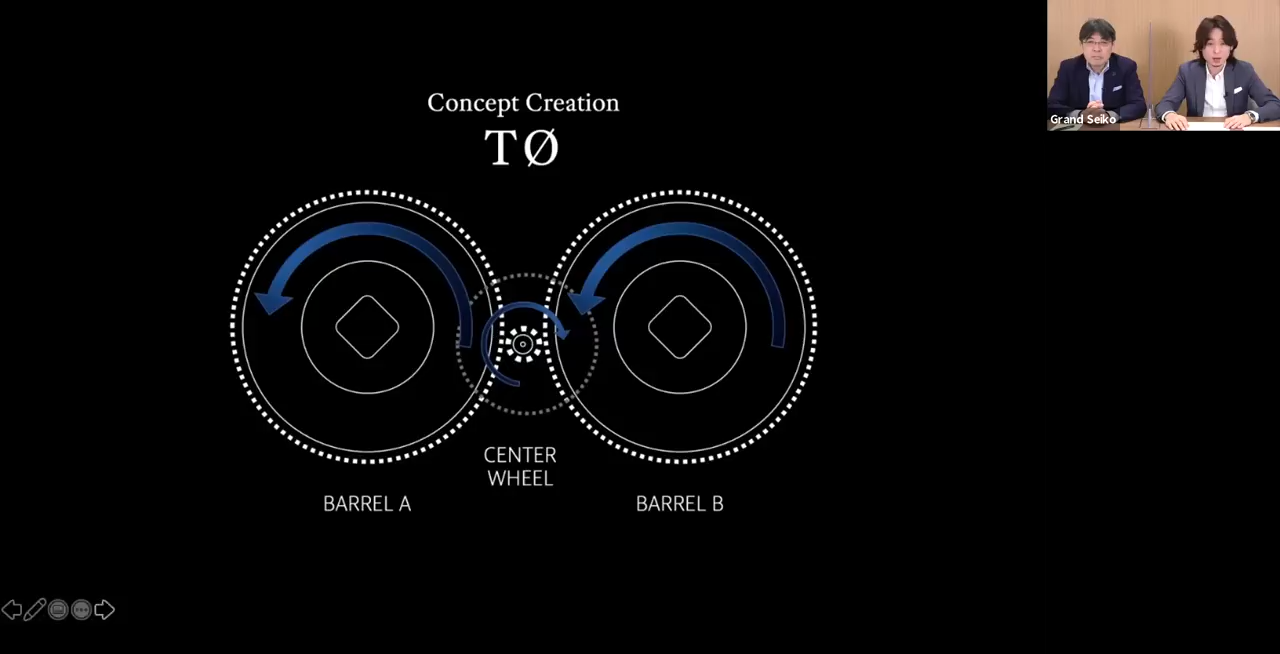 Concept Creation
TØ
Grand Seiko
CENTER
WHEEL
BARREL A
BARREL B